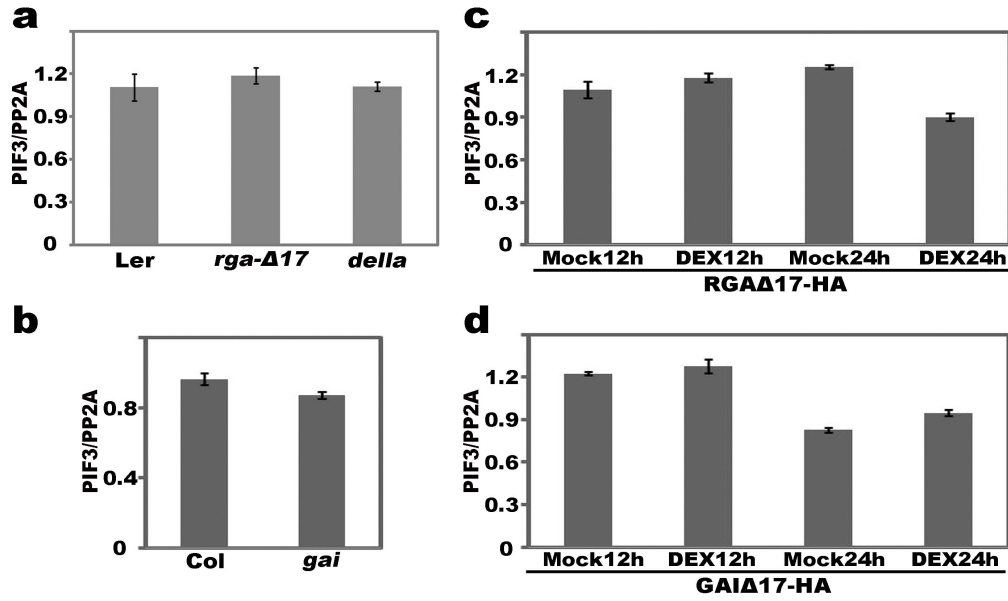 a
PIF3/PP2A
1.2
0.9
0.6
0.3
0
Ler rga-Δ17 della
b
PIF3/PP2A
0.8
0.4
0
Col gai
c
PIF3/PP2A
1.2
0.9
0.6
0.3
0
Mock12h DEX12h Mock24h DEX24h
RGAΔ17-HA
d
PIF3/PP2A
1.2
0.9
0.6
0.3
0
Mock12h DEX12h Mock24h DEX24h
GAIΔ17-HA